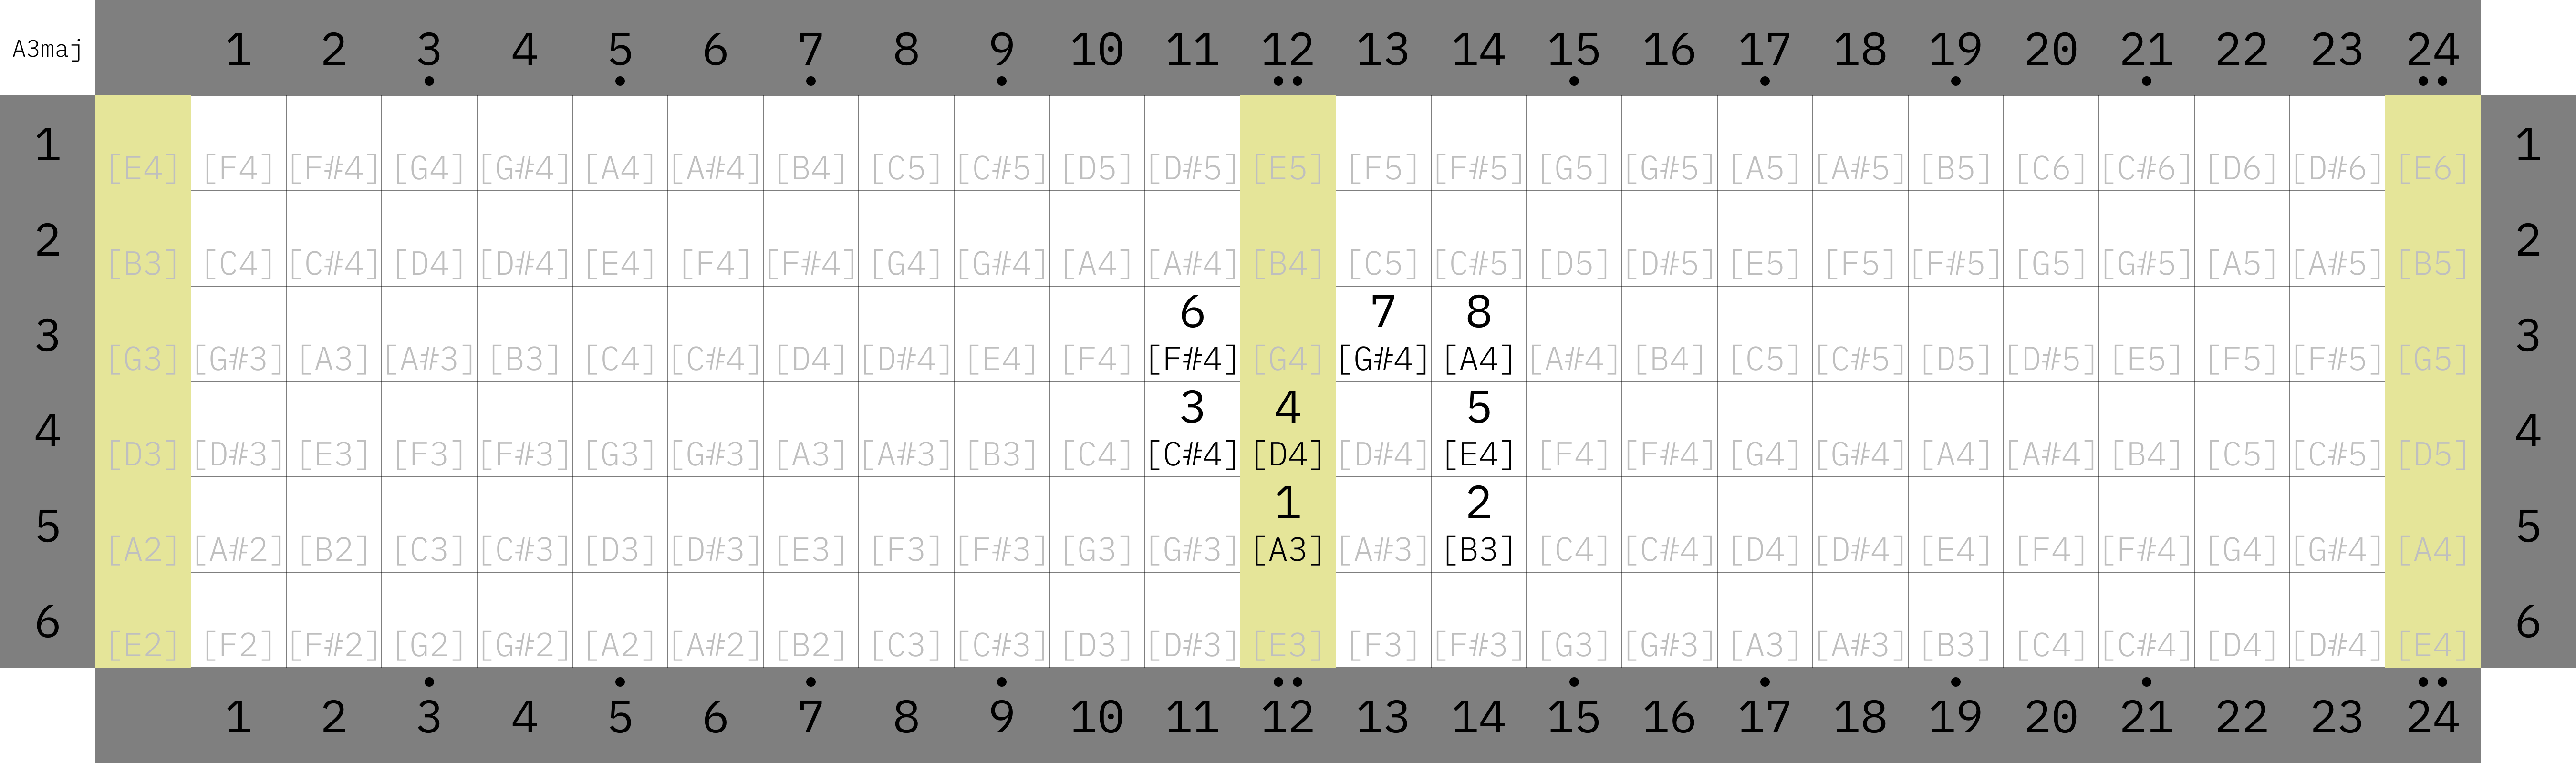 A3maj 1 2 3 4 5 6 7 8 9 10 11 12 13 14 15 16 17 18 19 20 21 22 23 24
1 [E4] [F4] [F#4] [G4] [G#4] [A4] [A#4] [B4] [C5] [C#5] [D5] [D#5] [E5] [F5] [F#5] [G5] [G#5] [A5] [A#5] [B5] [C6] [C#6] [D6] [D#6] [E6] 1
2 [B3] [C4] [C#4] [D4] [D#4] [E4] [F4] [F#4] [G4] [G#4] [A4] [A#4] [B4] [C5] [C#5] [D5] [D#5] [E5] [F5] [F#5] [G5] [G#5] [A5] [A#5] [B5] 2
6 7 8
3 [G3] [G#3] [A3] [A#3] [B3] [C4] [C#4] [D4] [D#4] [E4] [F4] [F#4] [G4] [G#4] [A4] [A#4] [B4] [C5] [C#5] [D5] [D#5] [E5] [F5] [F#5] [G5] 3
3 4 5
4 [D3] [D#3] [E3] [F3] [F#3] [G3] [G#3] [A3] [A#3] [B3] [C4] [C#4] [D4] [D#4] [E4] [F4] [F#4] [G4] [G#4] [A4] [A#4] [B4] [C5] [C#5] [D5] 4
1 2
5 [A2] [A#2] [B2] [C3] [C#3] [D3] [D#3] [E3] [F3] [F#3] [G3] [G#3] [A3] [A#3] [B3] [C4] [C#4] [D4] [D#4] [E4] [F4] [F#4] [G4] [G#4] [A4] 5
6 [E2] [F2] [F#2] [G2] [G#2] [A2] [A#2] [B2] [C3] [C#3] [D3] [D#3] [E3] [F3] [F#3] [G3] [G#3] [A3] [A#3] [B3] [C4] [C#4] [D4] [D#4] [E4] 6
1 2 3 4 5 6 7 8 9 10 11 12 13 14 15 16 17 18 19 20 21 22 23 24